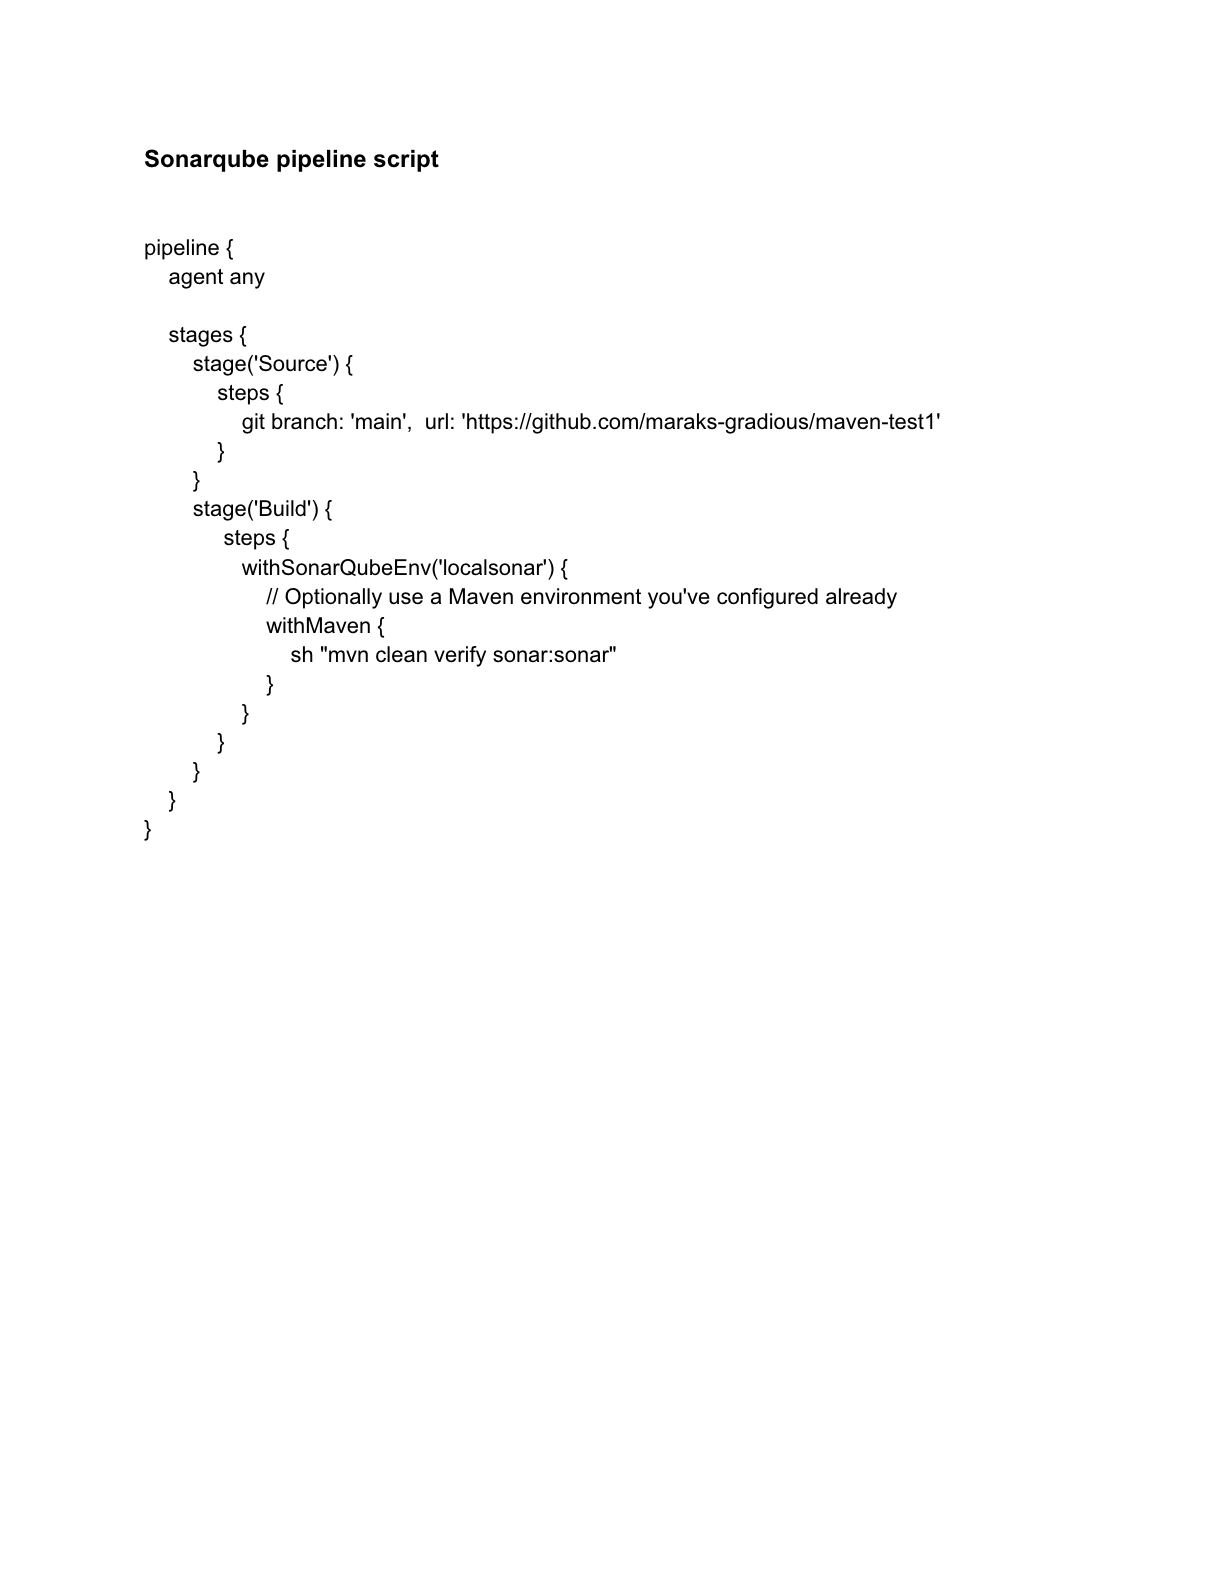 Sonarqube pipeline script
pipeline {
agent any
stages {
stage('Source') {
steps {
git branch: 'main',  url: 'https://github.com/maraks-gradious/maven-test1'
}
}
stage('Build') {
steps {
withSonarQubeEnv('localsonar') {
// Optionally use a Maven environment you've configured already
withMaven {
sh "mvn clean verify sonar:sonar"
}
}
}
}
}
}